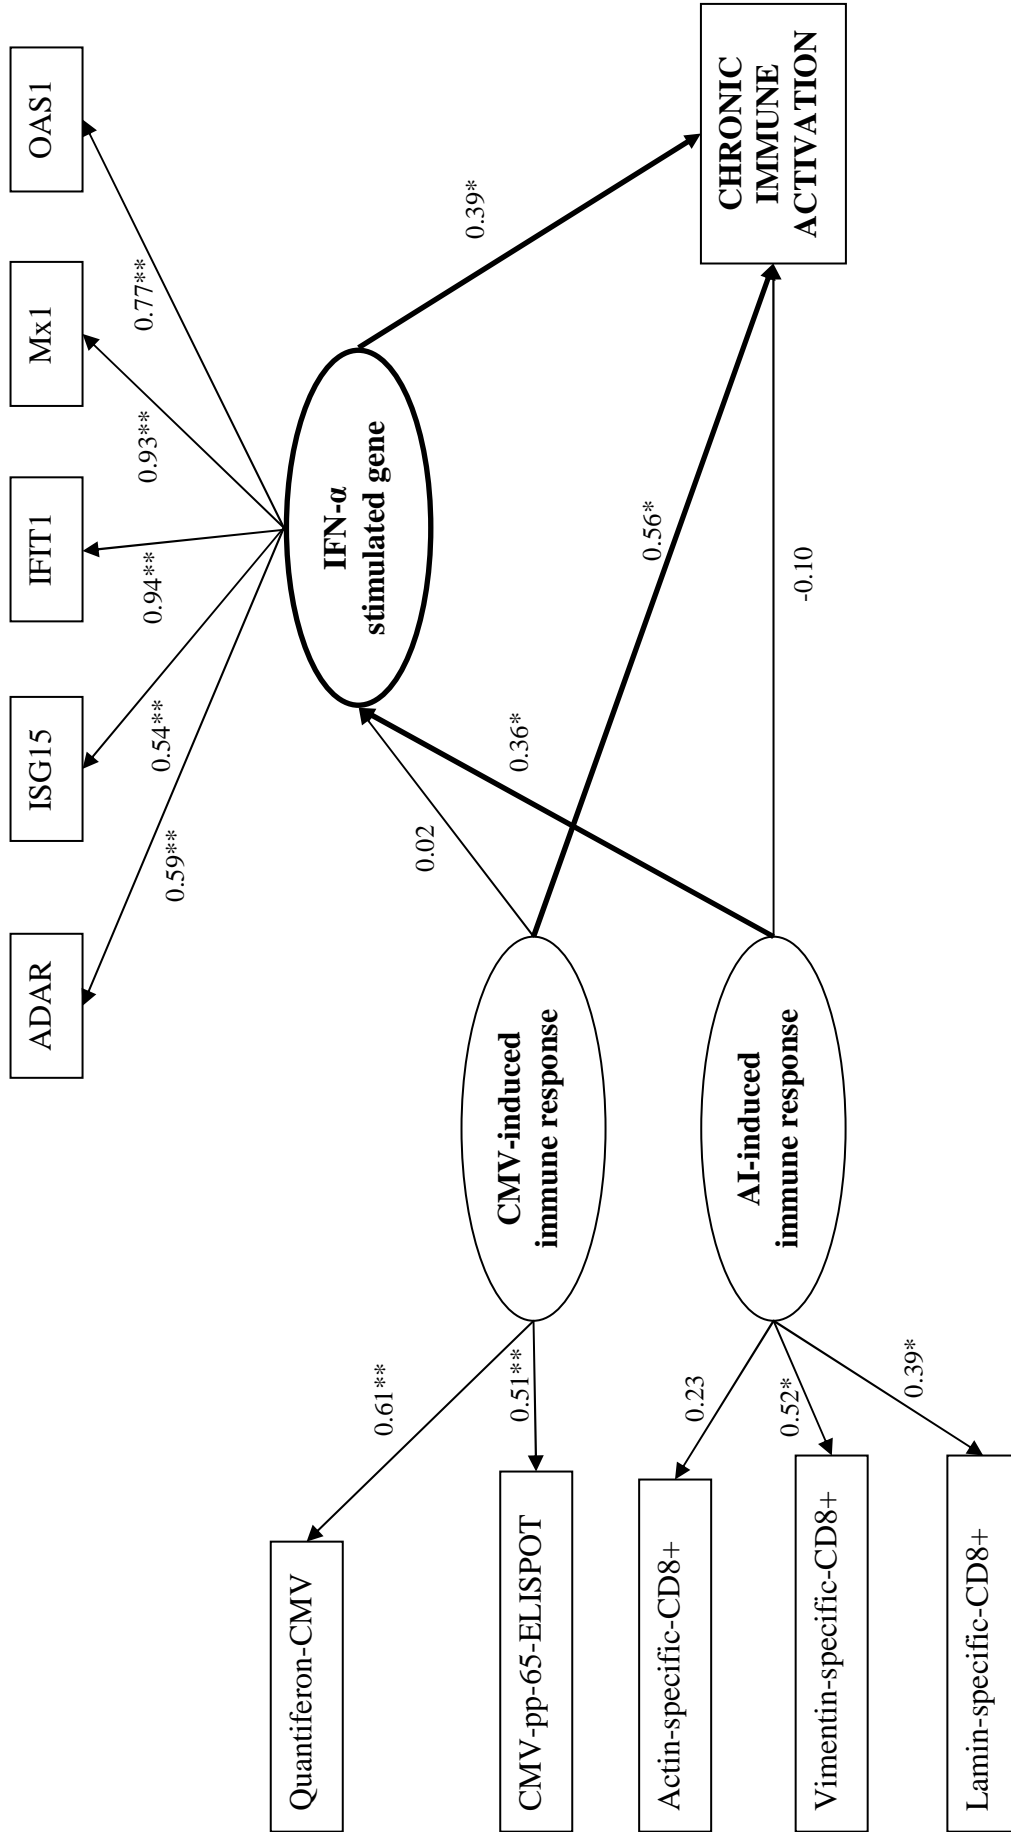 ADAR
ISG15
IFIT1
Mx1
OAS1
0.59**
0.54**
0.94**
0.93**
0.77**
Quantiferon-CMV
IFN-α
stimulated gene
0.61**
0.02
0.39*
CMV-pp-65-ELISPOT
0.51**
CMV-induced
immune response
0.36*
0.56*
Actin-specific-CD8+
0.23
AI-induced
immune response
CHRONIC
IMMUNE
ACTIVATION
-0.10
Vimentin-specific-CD8+
0.52*
0.39*
Lamin-specific-CD8+